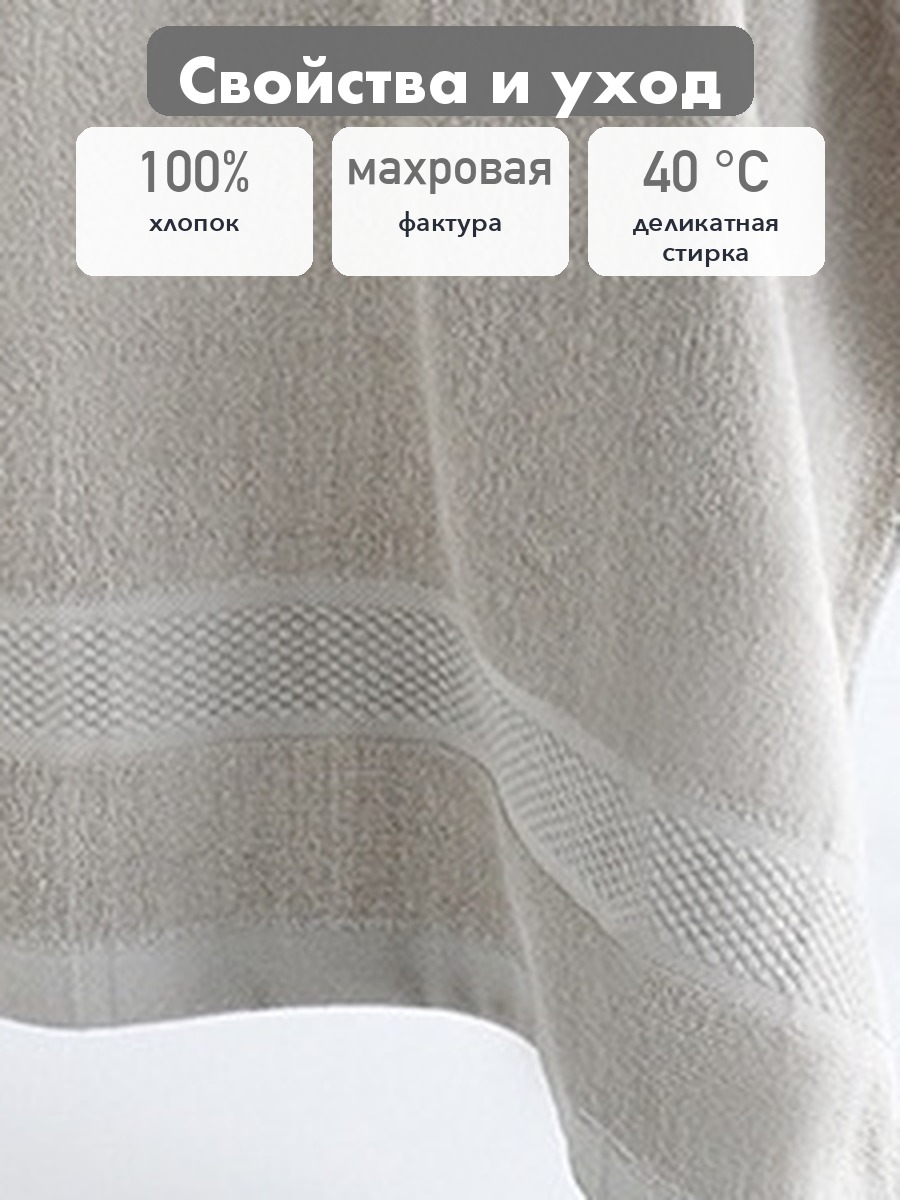 Свойства и уход
100%
хлопок
махровая
фактура
40 °C
деликатная
стирка